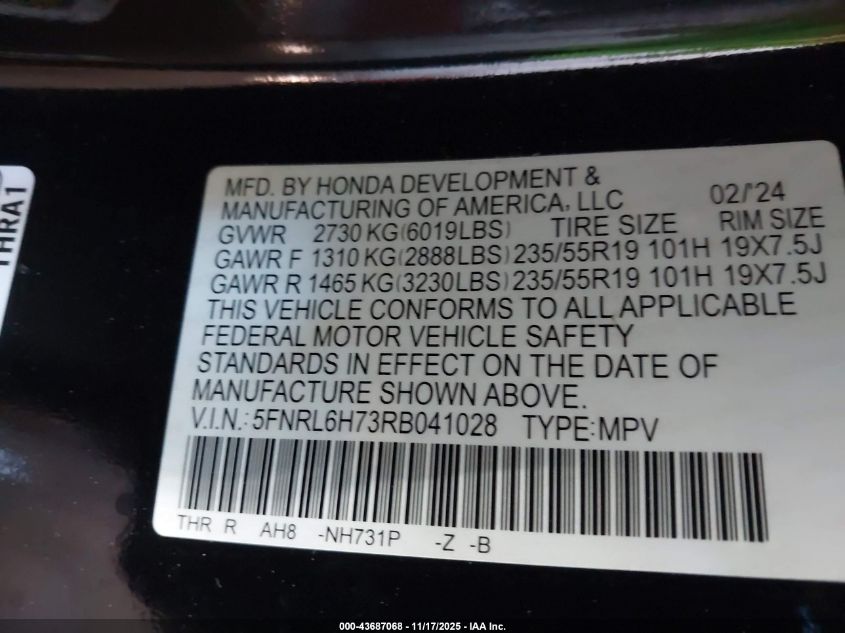 THRA1
MFD. BY HONDA DEVELOPMENT &
MANUFACTURING OF AMERICA, LLC 02/'24
GVWR 2730 KG(6019LBS) TIRE SIZE RIM SIZE
GAWR F 1310 KG(2888LBS) 235/55R19 101H 19X7.5J
GAWR R 1465 KG(3230LBS) 235/55R19 101H 19X7.5J
THIS VEHICLE CONFORMS TO ALL APPLICABLE
FEDERAL MOTOR VEHICLE SAFETY
STANDARDS IN EFFECT ON THE DATE OF
MANUFACTURE SHOWN ABOVE.
V.I.N.: 5FNRL6H73RB041028 TYPE:MPV
THR R AH8 -NH731P -Z -B
000-43687068 - 11/17/2025 - IAA Inc.